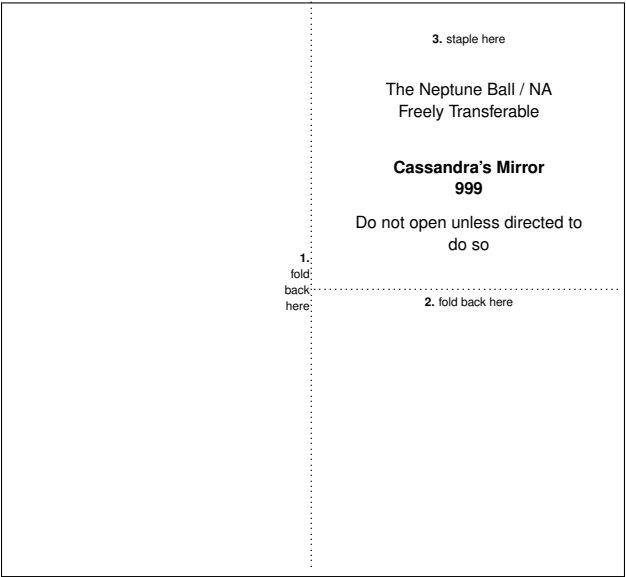 3. staple here
The Neptune Ball / NA
Freely Transferable
Cassandra's Mirror
999
Do not open unless directed to
do so
1.
fold
back
here
2. fold back here